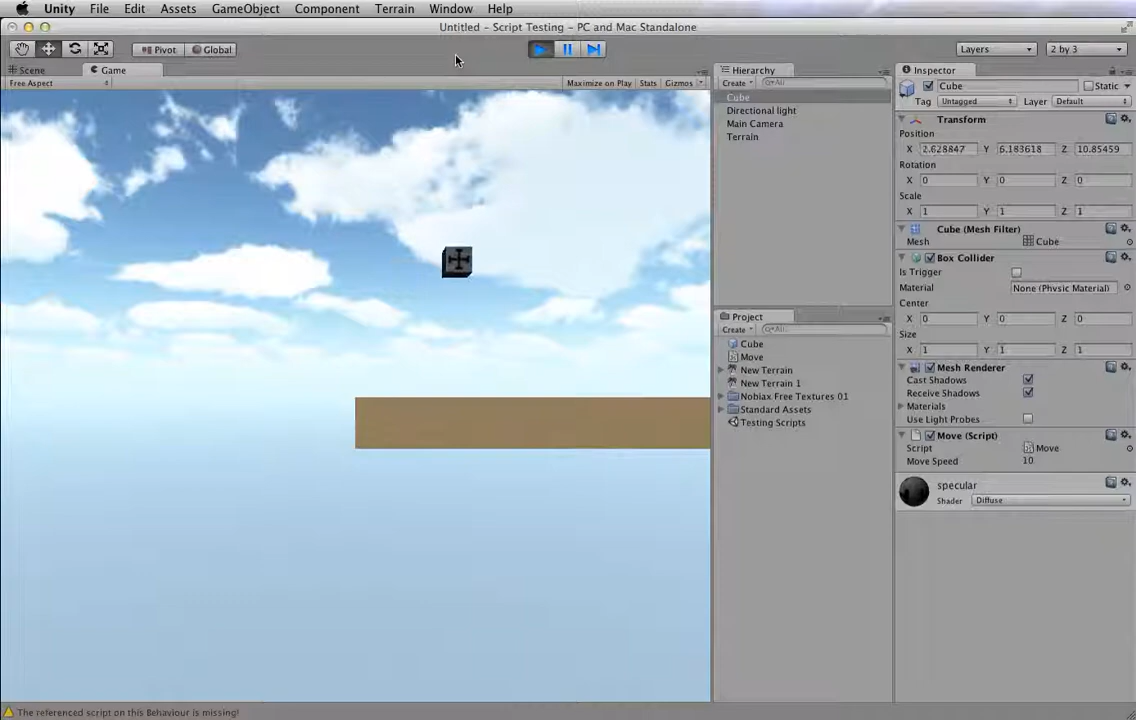 Unity File Edit Assets GameObject Component Terrain Window Help
Untitled - Script Testing - PC and Mac Standalone
Pivot Global Layers 2 by 3
Scene Game Hierarchy Inspector
Free Aspect Maximize on Play Stats Gizmos Create All Cube Static
Cube Tag Untagged Layer Default
Directional light Transform
Main Camera Position
Terrain X 2.628847 Y 6.183618 Z 10.85459
Rotation
X 0 Y 0 Z 0
Scale
X 1 Y 1 Z 1
Cube (Mesh Filter)
Mesh Cube
Box Collider
Is Trigger
Material None (Physic Material)
Center
Project X 0 Y 0 Z 0
Create All Size
Cube X 1 Y 1 Z 1
Move
New Terrain Mesh Renderer
New Terrain 1 Cast Shadows
Nobiax Free Textures 01 Receive Shadows
Standard Assets Materials
Testing Scripts Use Light Probes
Move (Script)
Script Move
Move Speed 10
specular
Shader Diffuse
The referenced script on this Behaviour is missing!